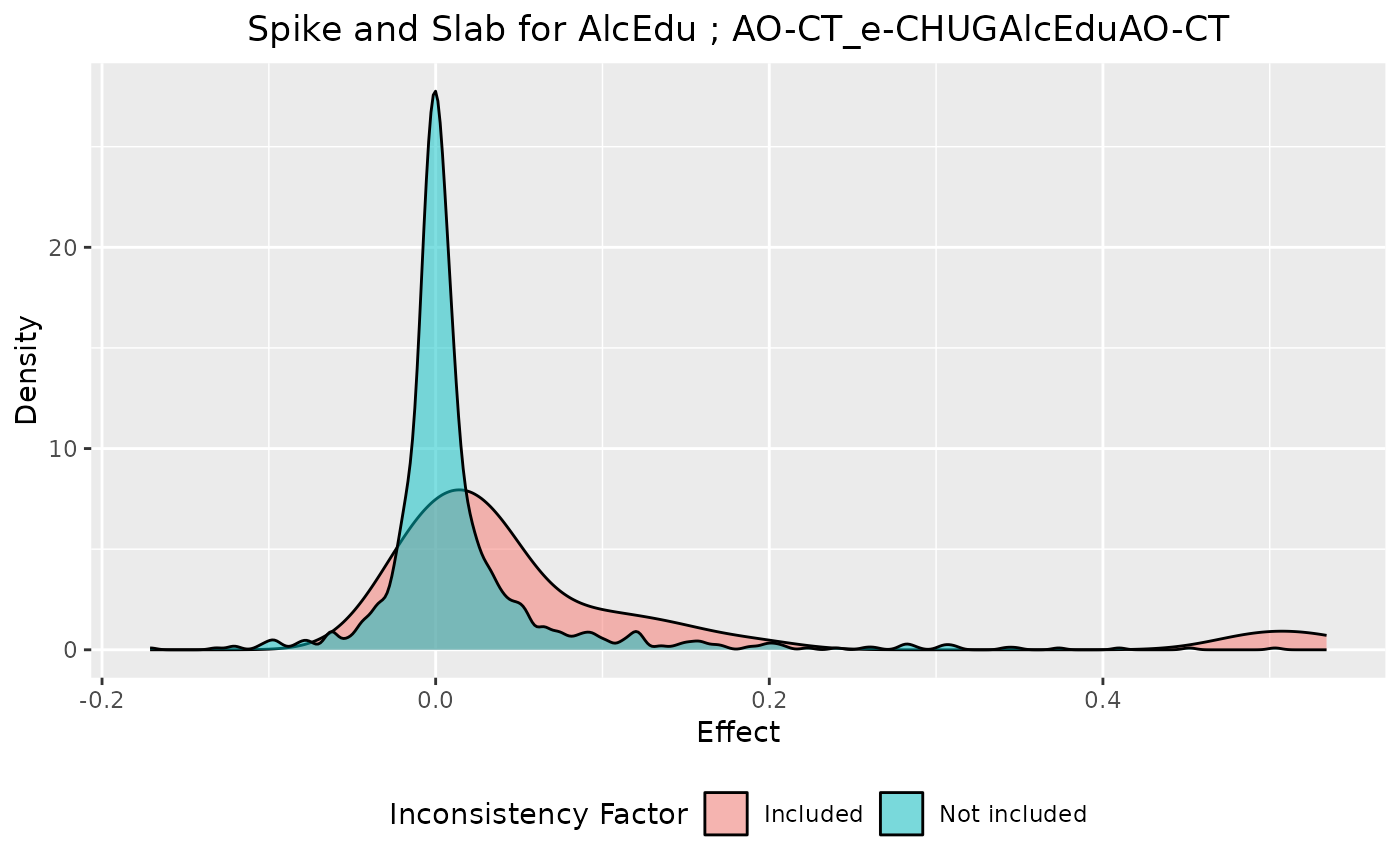 Spike and Slab for AlcEdu ; AO-CT_e-CHUGAlcEduAO-CT
Density
20
10
0
-0.2 0.0 0.2 0.4
Effect
Inconsistency Factor Included Not included